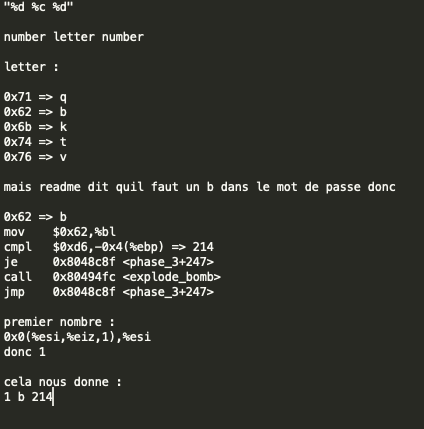 "%d %c %d"
number letter number
letter :
0x71 => q
0x62 => b
0x6b => k
0x74 => t
0x76 => v
mais readme dit quil faut un b dans le mot de passe donc
0x62 => b
mov    $0x62,%bl
cmpl   $0xd6,-0x4(%ebp) => 214
je     0x8048c8f <phase_3+247>
call   0x80494fc <explode_bomb>
jmp    0x8048c8f <phase_3+247>
premier nombre :
0x0(%esi,%eiz,1),%esi
donc 1
cela nous donne :
1 b 214